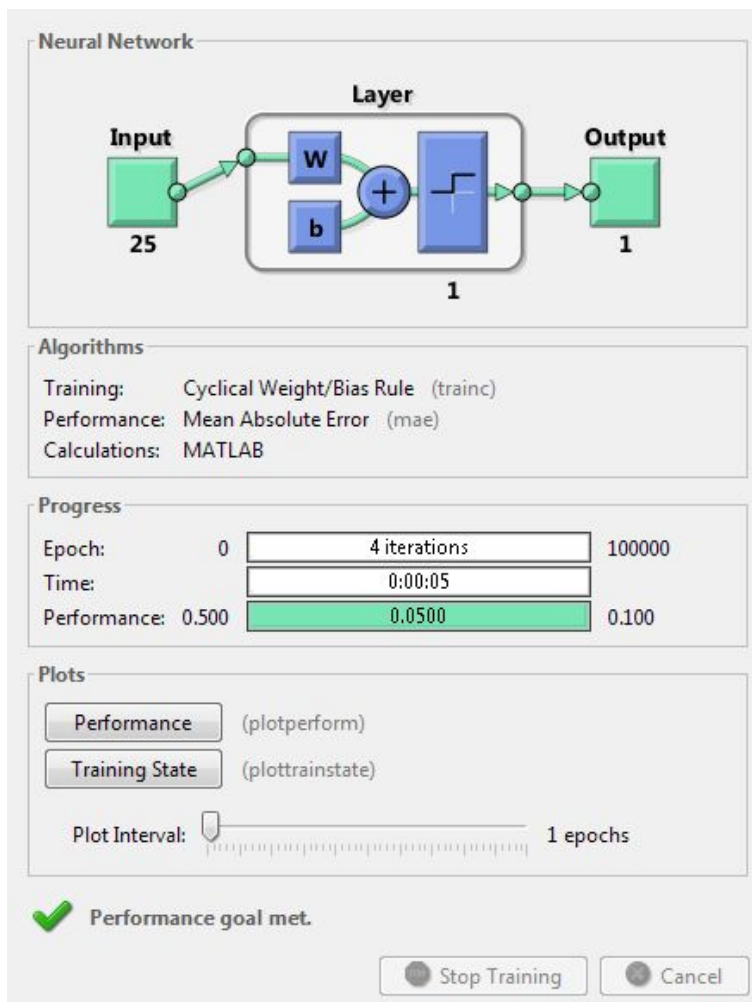 Neural Network
Layer
Input
Output
W
b
+
25
1
1
Algorithms
Training: Cyclical Weight/Bias Rule (trainc)
Performance: Mean Absolute Error (mae)
Calculations: MATLAB
Progress
Epoch: 0 4 iterations 100000
Time: 0:00:05
Performance: 0.500 0.0500 0.100
Plots
Performance (plotperform)
Training State (plottrainstate)
Plot Interval: 1 epochs
Performance goal met.
Stop Training Cancel